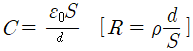 C = ε₀S/d [ R = ρ d/S ]